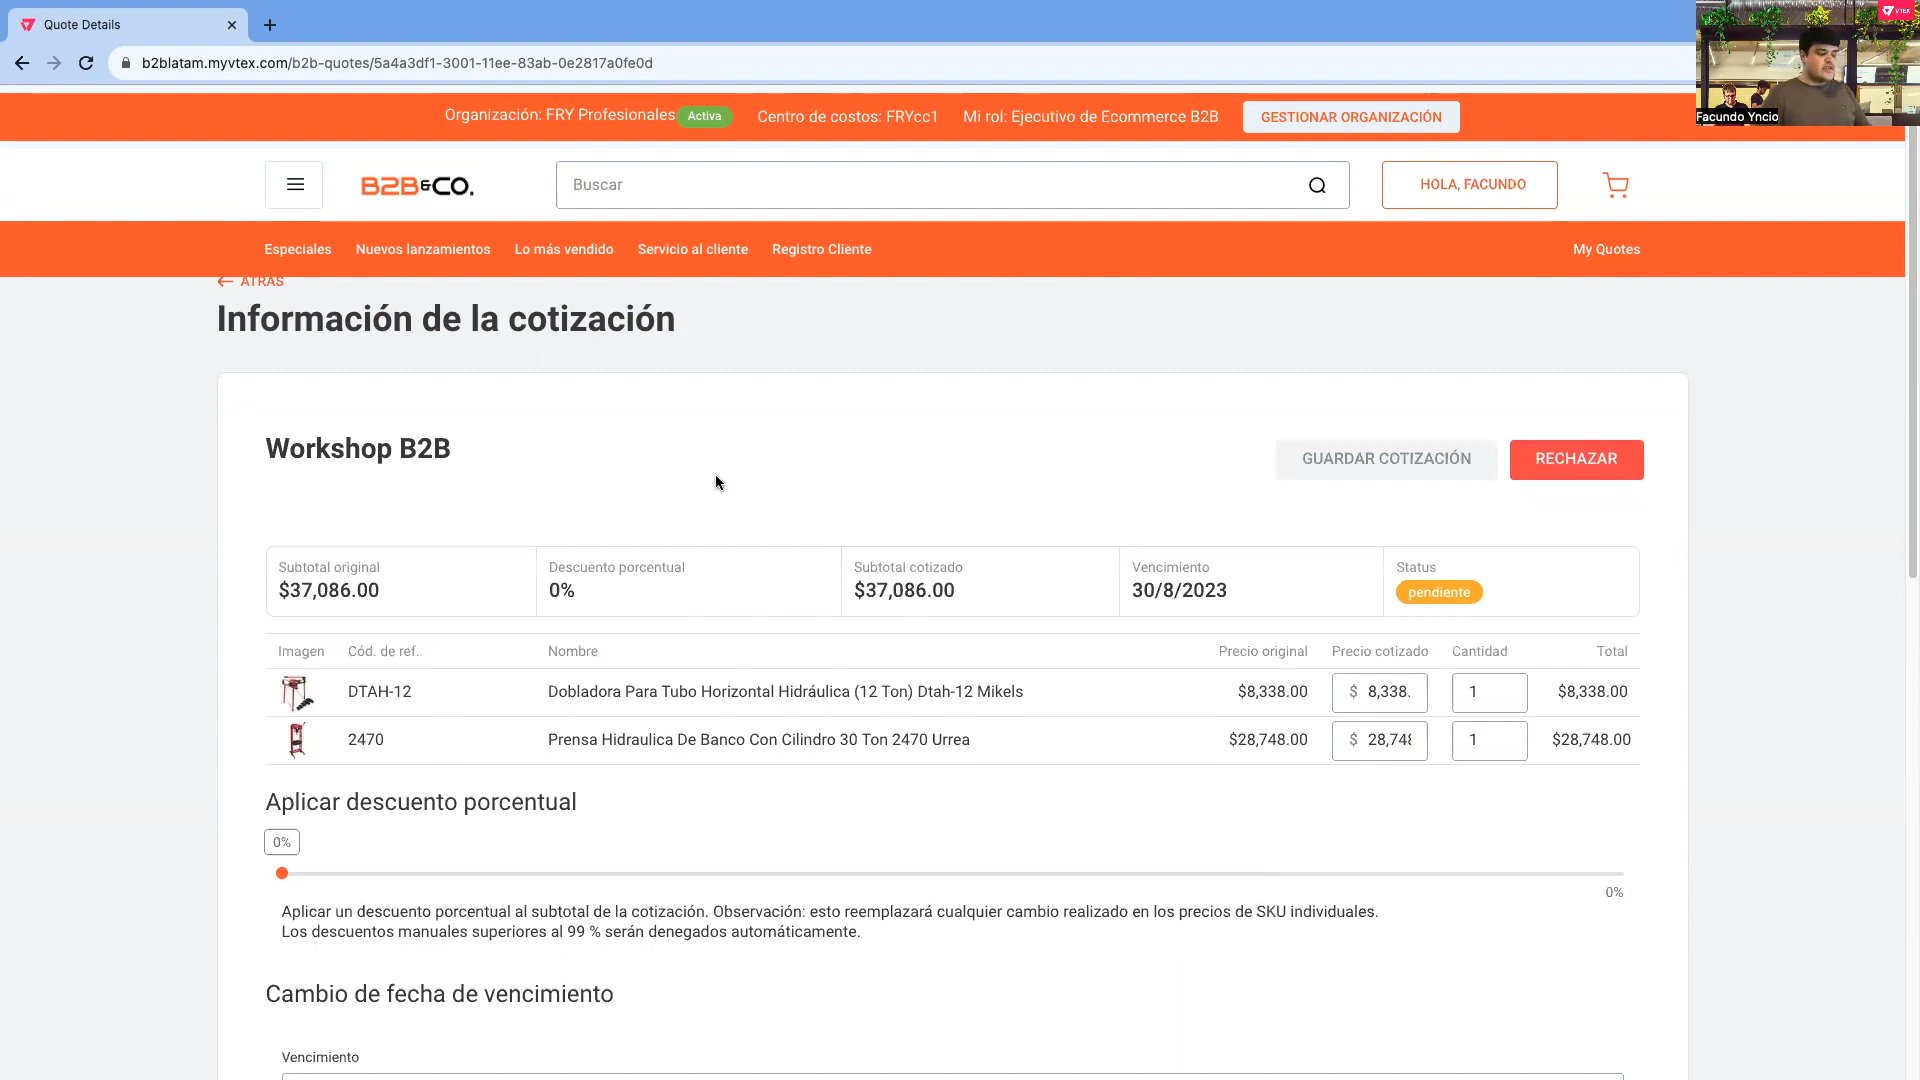 Quote Details
b2blatam.myvtex.com/b2b-quotes/5a4a3df1-3001-11ee-83ab-0e2817a0fe0d
VTEX
Facundo Yncio
Organización: FRY Profesionales Activa Centro de costos: FRYcc1 Mi rol: Ejecutivo de Ecommerce B2B GESTIONAR ORGANIZACIÓN
B2B&CO. Buscar HOLA, FACUNDO
Especiales Nuevos lanzamientos Lo más vendido Servicio al cliente Registro Cliente My Quotes
ATRÁS
Información de la cotización
Workshop B2B GUARDAR COTIZACIÓN RECHAZAR
Subtotal original Descuento porcentual Subtotal cotizado Vencimiento Status
$37,086.00 0% $37,086.00 30/8/2023 pendiente
Imagen Cód. de ref. Nombre Precio original Precio cotizado Cantidad Total
DTAH-12 Dobladora Para Tubo Horizontal Hidráulica (12 Ton) Dtah-12 Mikels $8,338.00 $ 8,338. 1 $8,338.00
2470 Prensa Hidraulica De Banco Con Cilindro 30 Ton 2470 Urrea $28,748.00 $ 28,748 1 $28,748.00
Aplicar descuento porcentual
0%
0%
Aplicar un descuento porcentual al subtotal de la cotización. Observación: esto reemplazará cualquier cambio realizado en los precios de SKU individuales.
Los descuentos manuales superiores al 99 % serán denegados automáticamente.
Cambio de fecha de vencimiento
Vencimiento